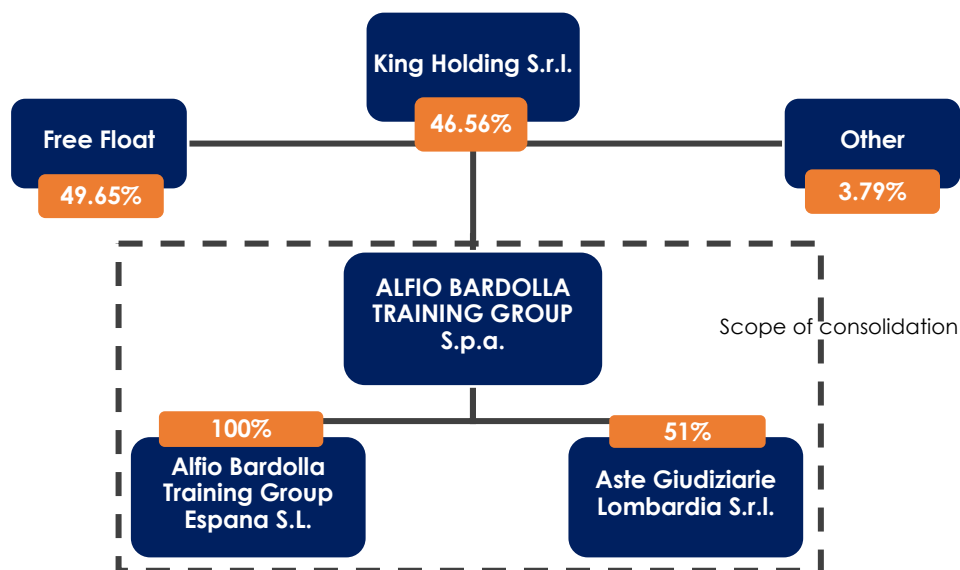 King Holding S.r.l.
46.56%
Free Float
49.65%
Other
3.79%
ALFIO BARDOLLA
TRAINING GROUP
S.p.a.
Scope of consolidation
100%
Alfio Bardolla
Training Group
Espana S.L.
51%
Aste Giudiziarie
Lombardia S.r.l.